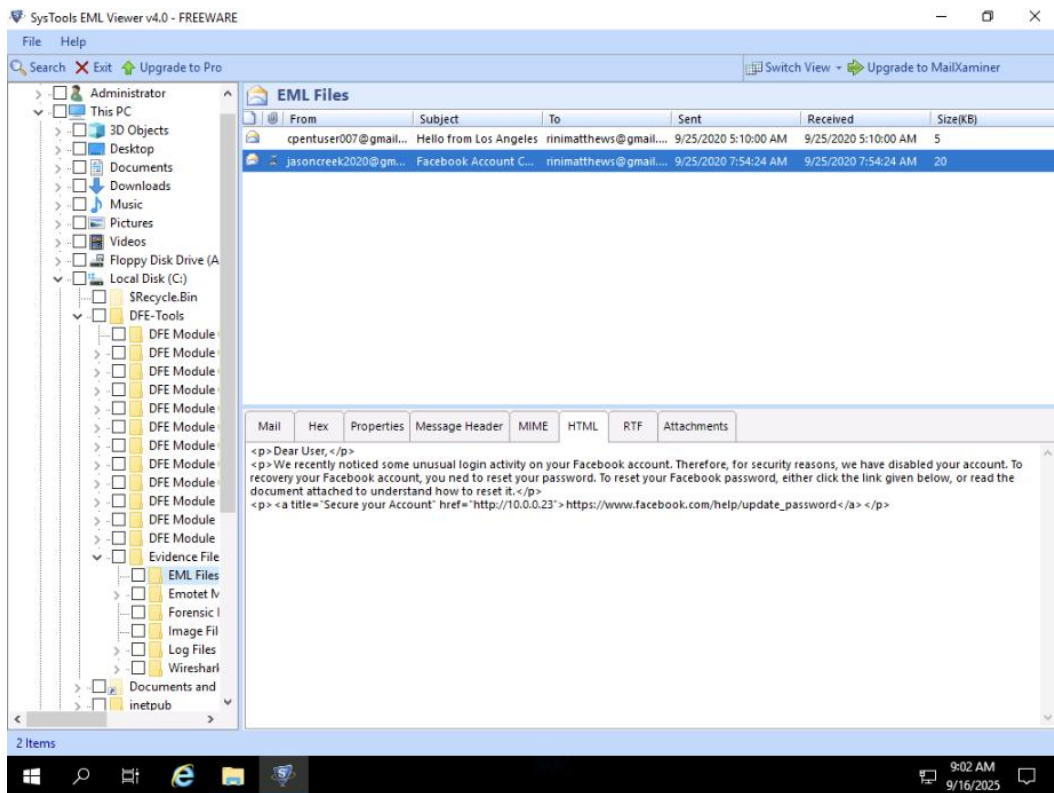 SysTools EML Viewer v4.0 - FREEWARE
File Help
Search Exit Upgrade to Pro Switch View Upgrade to MailXaminer
Administrator
This PC
3D Objects
Desktop
Documents
Downloads
Music
Pictures
Videos
Floppy Disk Drive (A
Local Disk (C:)
$Recycle.Bin
DFE-Tools
DFE Module
DFE Module
DFE Module
DFE Module
DFE Module
DFE Module
DFE Module
DFE Module
DFE Module
DFE Module
DFE Module
DFE Module
Evidence File
EML Files
Emotet M
Forensic
Image Fil
Log Files
Wireshark
Documents and
inetpub
EML Files
From Subject To Sent Received Size(KB)
cpentuser007@gmail... Hello from Los Angeles rinimatthews@gmail.... 9/25/2020 5:10:00 AM 9/25/2020 5:10:00 AM 5
jasoncreek2020@gm... Facebook Account C... rinimatthews@gmail.... 9/25/2020 7:54:24 AM 9/25/2020 7:54:24 AM 20
Mail Hex Properties Message Header MIME HTML RTF Attachments
<p>Dear User,</p>
<p>We recently noticed some unusual login activity on your Facebook account. Therefore, for security reasons, we have disabled your account. To
recovery your Facebook account, you ned to reset your password. To reset your Facebook password, either click the link given below, or read the
document attached to understand how to reset it.</p>
<p><a title="Secure your Account" href="http://10.0.0.23">https://www.facebook.com/help/update_password</a></p>
2 Items
9:02 AM
9/16/2025